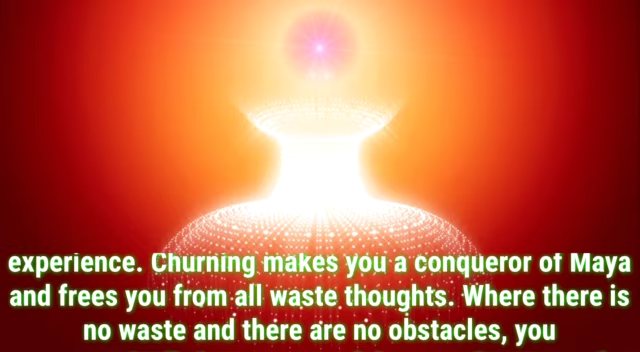 experience. Churning makes you a conqueror of Maya
and frees you from all waste thoughts. Where there is
no waste and there are no obstacles, you